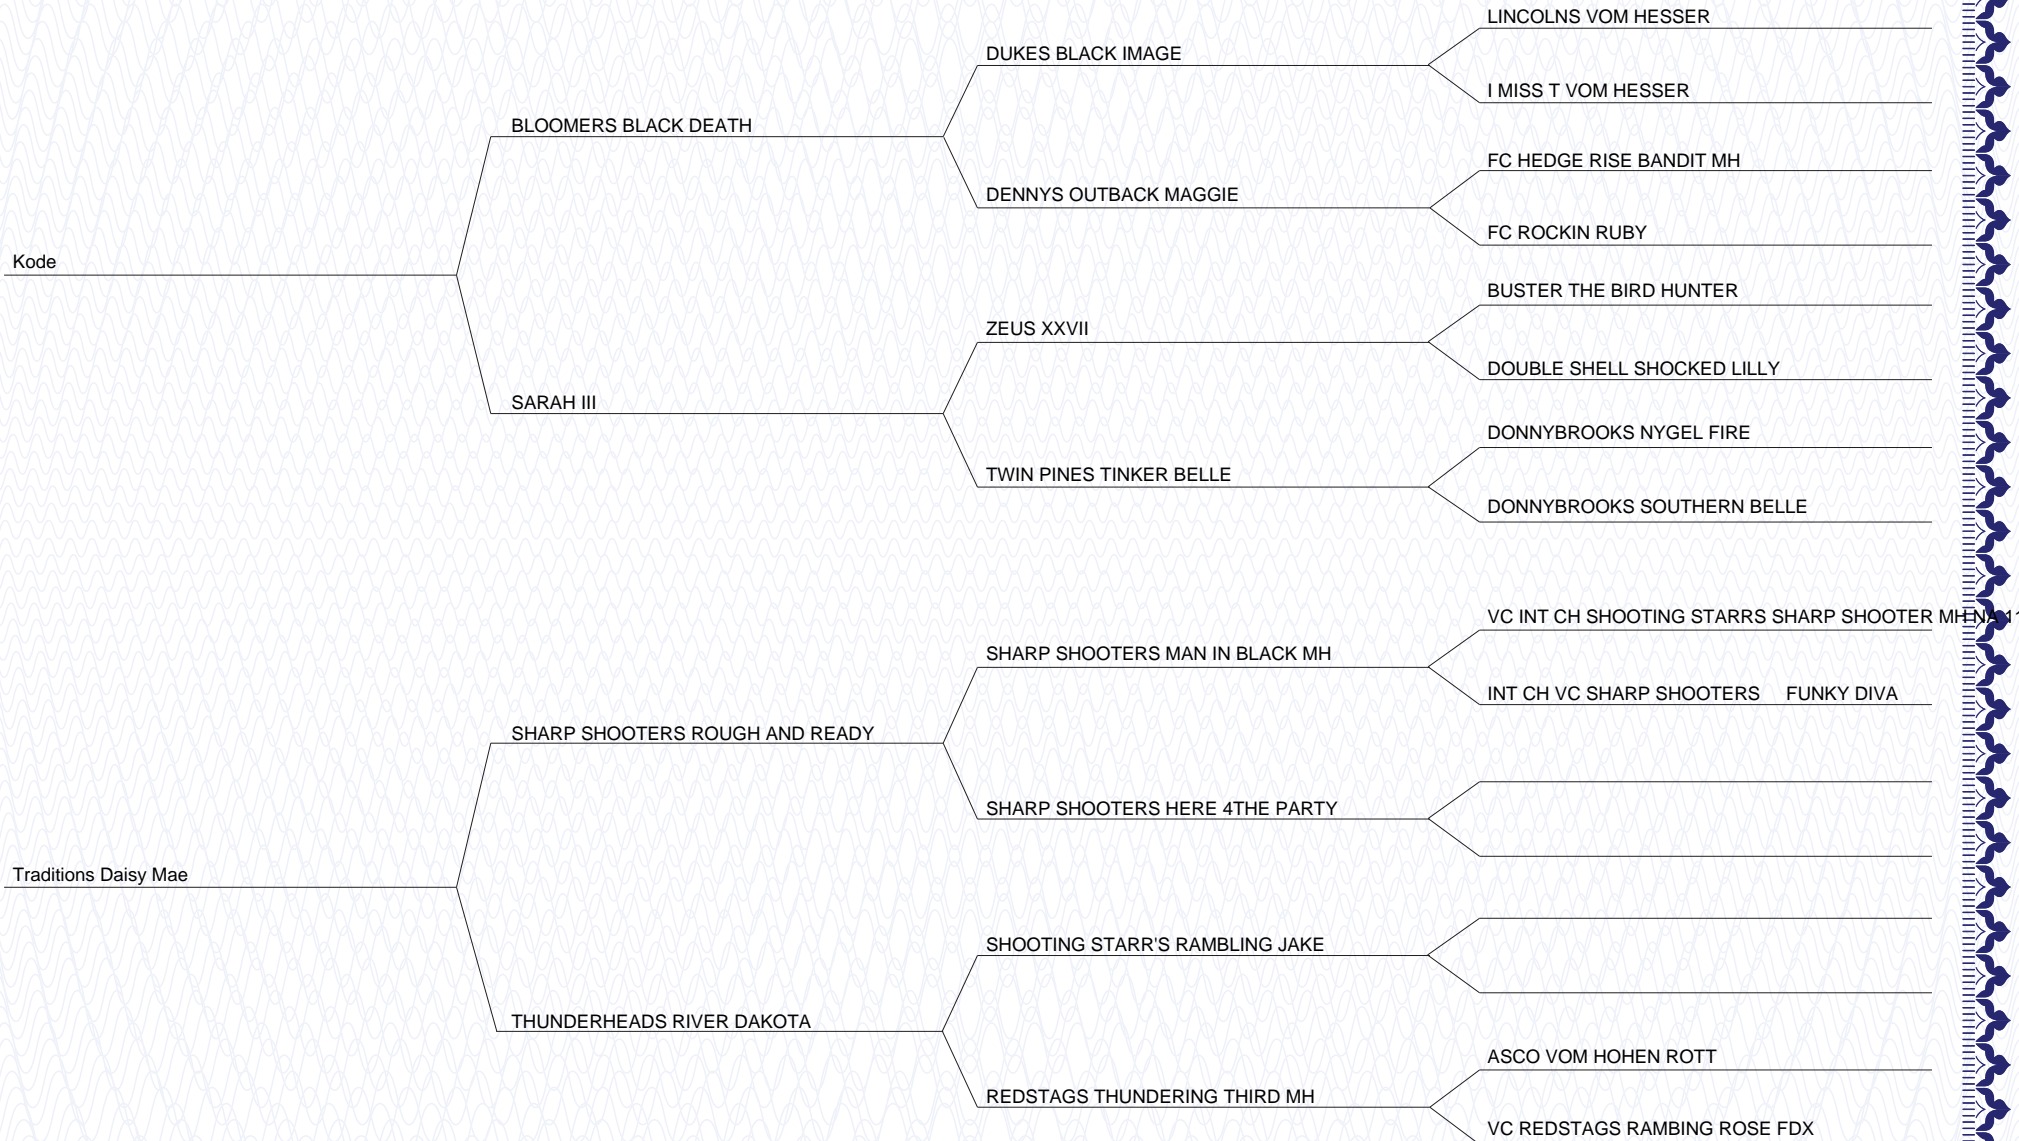 LINCOLNS VOM HESSER
DUKES BLACK IMAGE
I MISS T VOM HESSER
BLOOMERS BLACK DEATH
FC HEDGE RISE BANDIT MH
DENNYS OUTBACK MAGGIE
FC ROCKIN RUBY
Kode
BUSTER THE BIRD HUNTER
ZEUS XXVII
DOUBLE SHELL SHOCKED LILLY
SARAH III
DONNYBROOKS NYGEL FIRE
TWIN PINES TINKER BELLE
DONNYBROOKS SOUTHERN BELLE
VC INT CH SHOOTING STARRS SHARP SHOOTER MH NA 11
SHARP SHOOTERS MAN IN BLACK MH
INT CH VC SHARP SHOOTERS FUNKY DIVA
SHARP SHOOTERS ROUGH AND READY
SHARP SHOOTERS HERE 4THE PARTY
Traditions Daisy Mae
SHOOTING STARR'S RAMBLING JAKE
THUNDERHEADS RIVER DAKOTA
ASCO VOM HOHEN ROTT
REDSTAGS THUNDERING THIRD MH
VC REDSTAGS RAMBING ROSE FDX